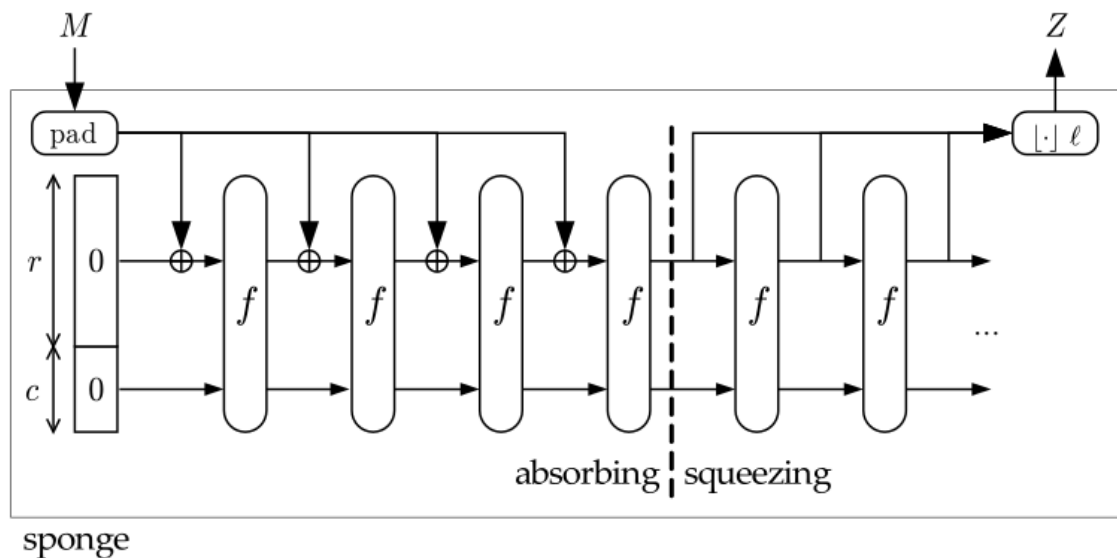 M Z
pad ⌊·⌋ ℓ
r 0 f f f f f f
...
c 0
absorbing squeezing
sponge